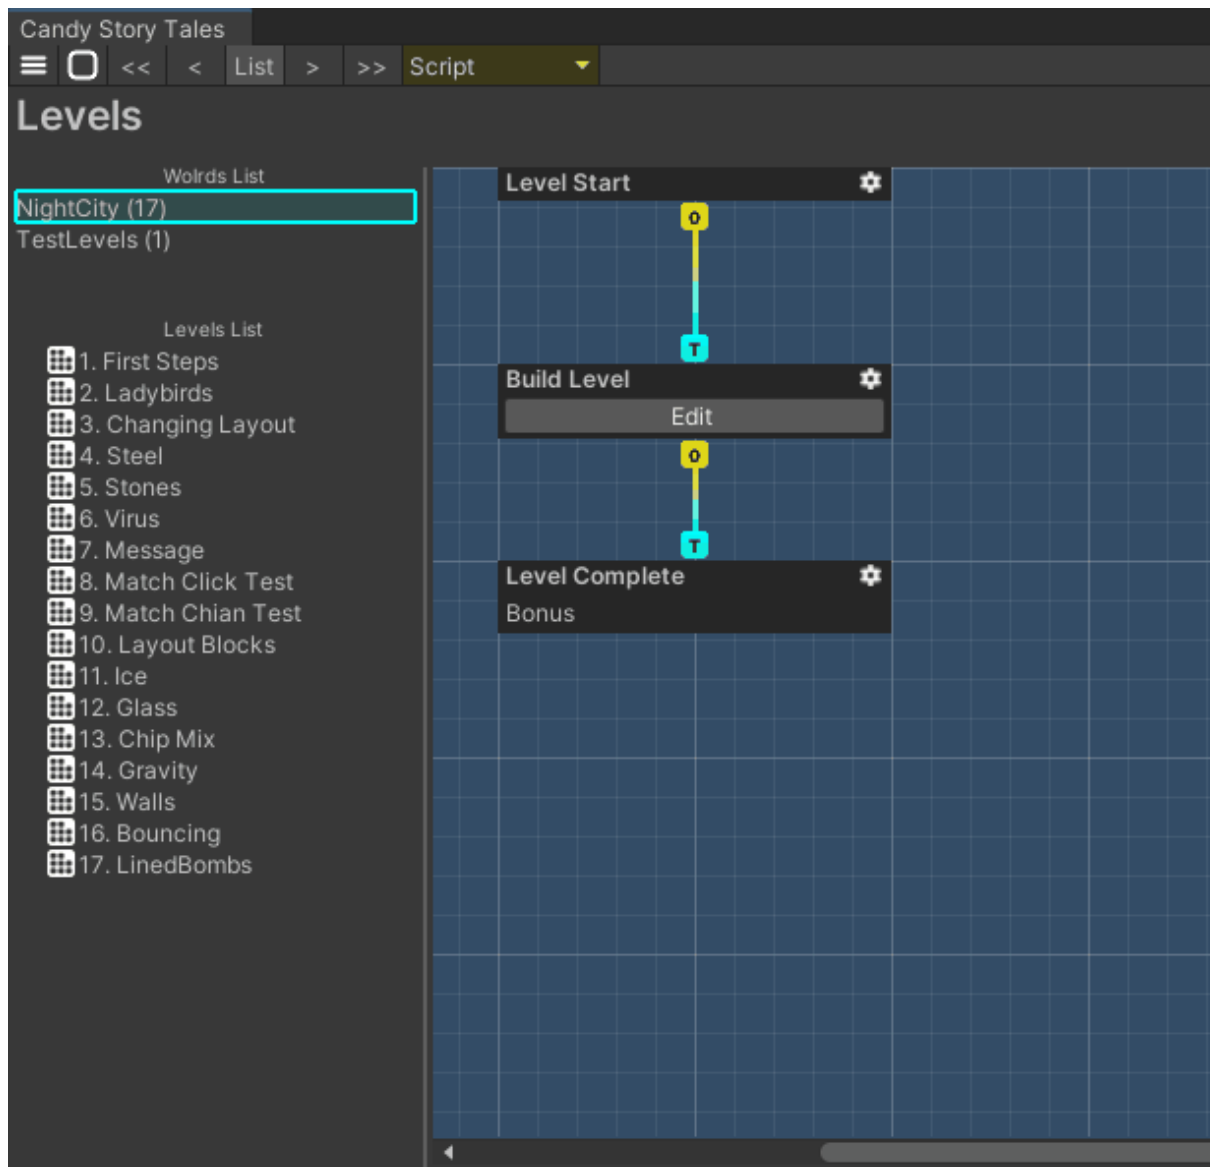 Candy Story Tales
<< < List > >> Script
Levels
Wolrds List
NightCity (17)
TestLevels (1)
Levels List
1. First Steps
2. Ladybirds
3. Changing Layout
4. Steel
5. Stones
6. Virus
7. Message
8. Match Click Test
9. Match Chian Test
10. Layout Blocks
11. Ice
12. Glass
13. Chip Mix
14. Gravity
15. Walls
16. Bouncing
17. LinedBombs
Level Start
O
T
Build Level
Edit
O
T
Level Complete
Bonus